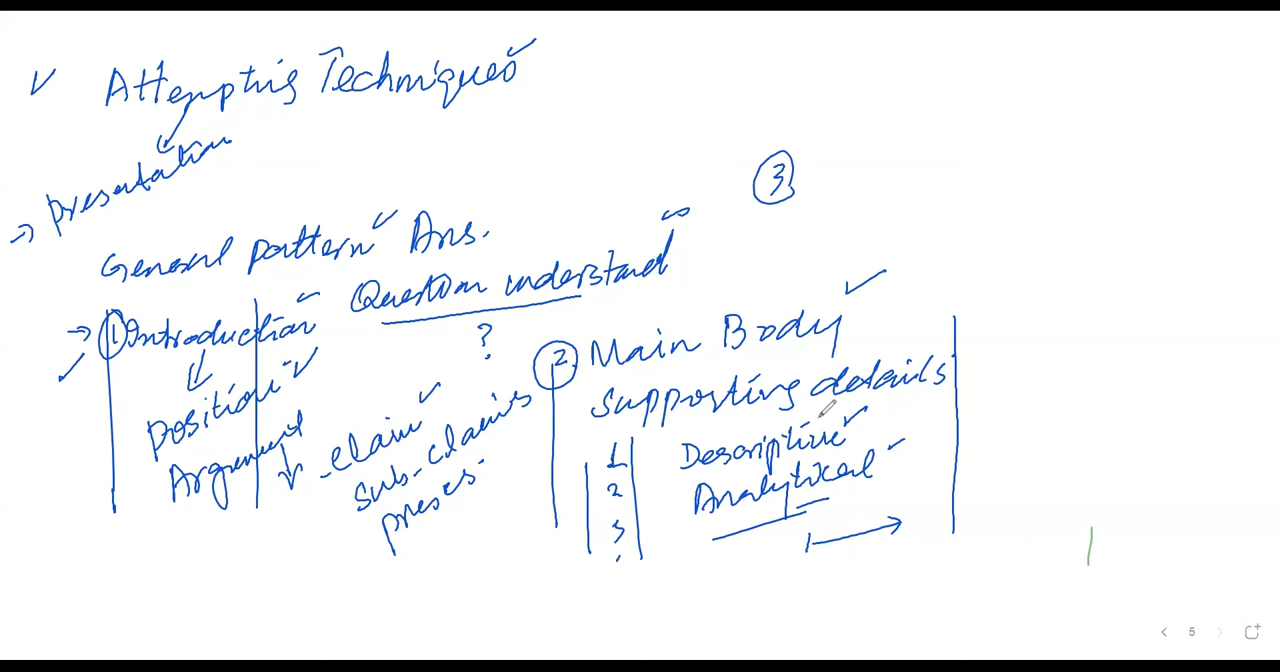 Attempting Techniques
→ presentation
③
General pattern Ans.
Question understand
?
→ ① Introduction
position
Argument
- claim
sub-claims
② Main Body
supporting details
1
2
3
Descriptive
Analytical
5